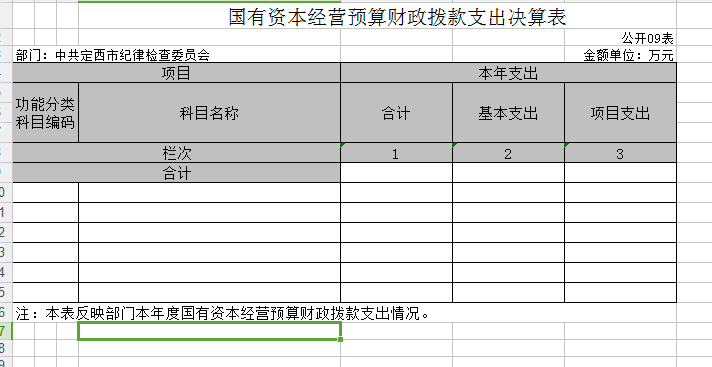 国有资本经营预算财政拨款支出决算表
公开09表
部门：中共定西市纪律检查委员会 金额单位：万元
项目 本年支出
功能分类科目编码 科目名称 合计 基本支出 项目支出
栏次 1 2 3
合计
注：本表反映部门本年度国有资本经营预算财政拨款支出情况。